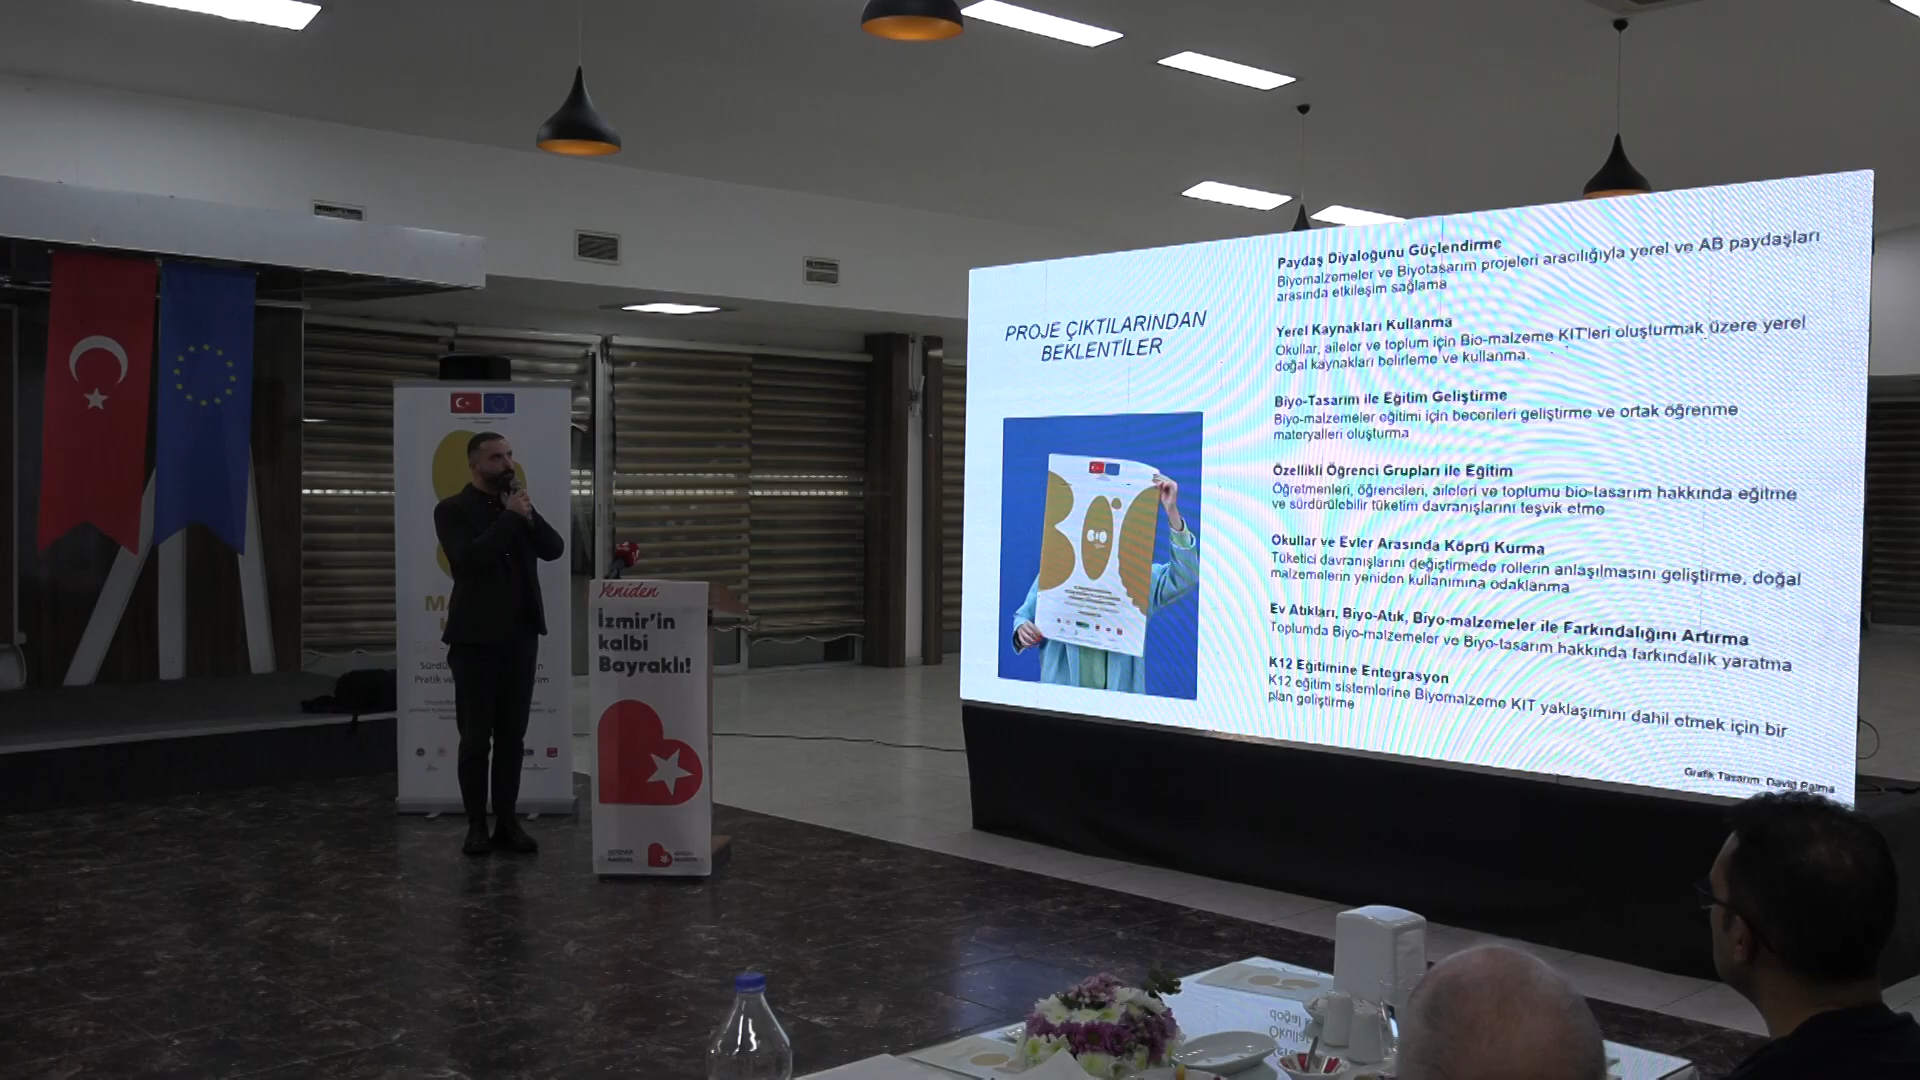 PROJE ÇIKTILARINDAN
BEKLENTİLER
Paydaş Diyaloğunu Güçlendirme
Biyomalzemeler ve Biyotasarım projeleri aracılığıyla yerel ve AB paydaşları
arasında etkileşim sağlama
Yerel Kaynakları Kullanma
Okullar, aileler ve toplum için Bio-malzeme KIT'leri oluşturmak üzere yerel
doğal kaynakları belirleme ve kullanma.
Biyo-Tasarım ile Eğitim Geliştirme
Biyo-malzemeler eğitimi için becerileri geliştirme ve ortak öğrenme
materyalleri oluşturma
Özellikli Öğrenci Grupları ile Eğitim
Öğretmenleri, öğrencileri, aileleri ve toplumu bio-tasarım hakkında eğitme
ve sürdürülebilir tüketim davranışlarını teşvik etme
Okullar ve Evler Arasında Köprü Kurma
Tüketici davranışlarını değiştirmede rollerin anlaşılmasını geliştirme, doğal
malzemelerin yeniden kullanımına odaklanma
Ev Atıkları, Biyo-Atık, Biyo-malzemeler ile Farkındalığını Artırma
Toplumda Biyo-malzemeler ve Biyo-tasarım hakkında farkındalık yaratma
K12 Eğitimine Entegrasyon
K12 eğitim sistemlerine Biyomalzeme KIT yaklaşımını dahil etmek için bir
plan geliştirme
Grafik Tasarım: David Palma
BIO
Yeniden
İzmir'in
kalbi
Bayraklı!